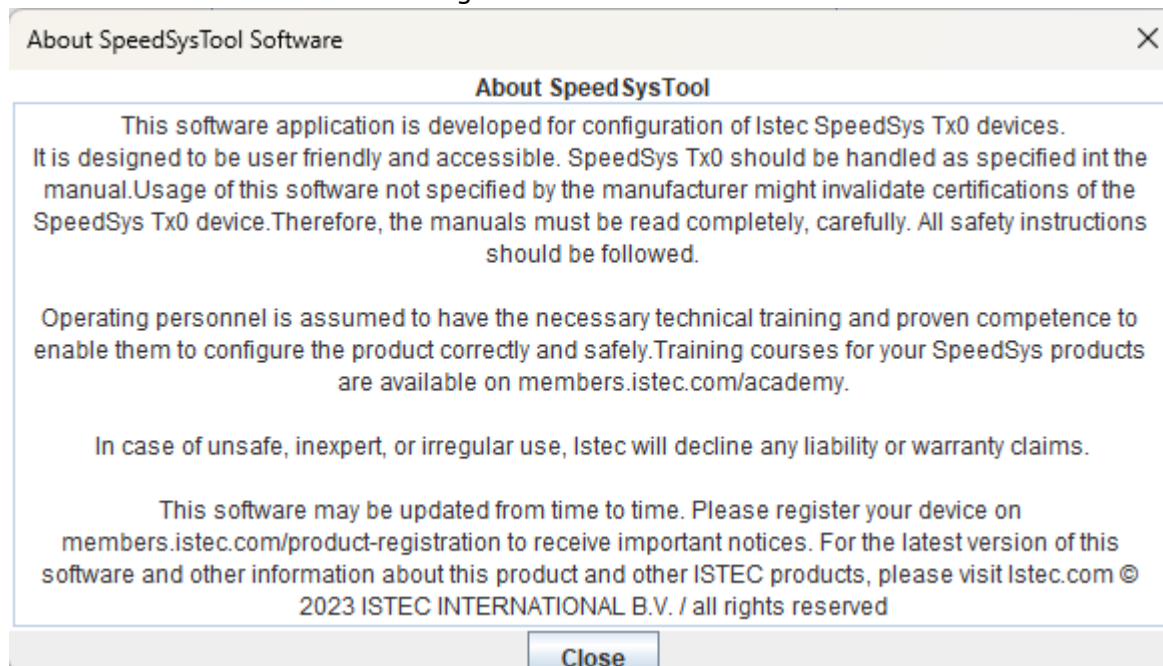 About SpeedSysTool Software
About SpeedSysTool
This software application is developed for configuration of Istec SpeedSys Tx0 devices.
It is designed to be user friendly and accessible. SpeedSys Tx0 should be handled as specified int the
manual.Usage of this software not specified by the manufacturer might invalidate certifications of the
SpeedSys Tx0 device.Therefore, the manuals must be read completely, carefully. All safety instructions
should be followed.
Operating personnel is assumed to have the necessary technical training and proven competence to
enable them to configure the product correctly and safely.Training courses for your SpeedSys products
are available on members.istec.com/academy.
In case of unsafe, inexpert, or irregular use, Istec will decline any liability or warranty claims.
This software may be updated from time to time. Please register your device on
members.istec.com/product-registration to receive important notices. For the latest version of this
software and other information about this product and other ISTEC products, please visit Istec.com ©
2023 ISTEC INTERNATIONAL B.V. / all rights reserved
Close